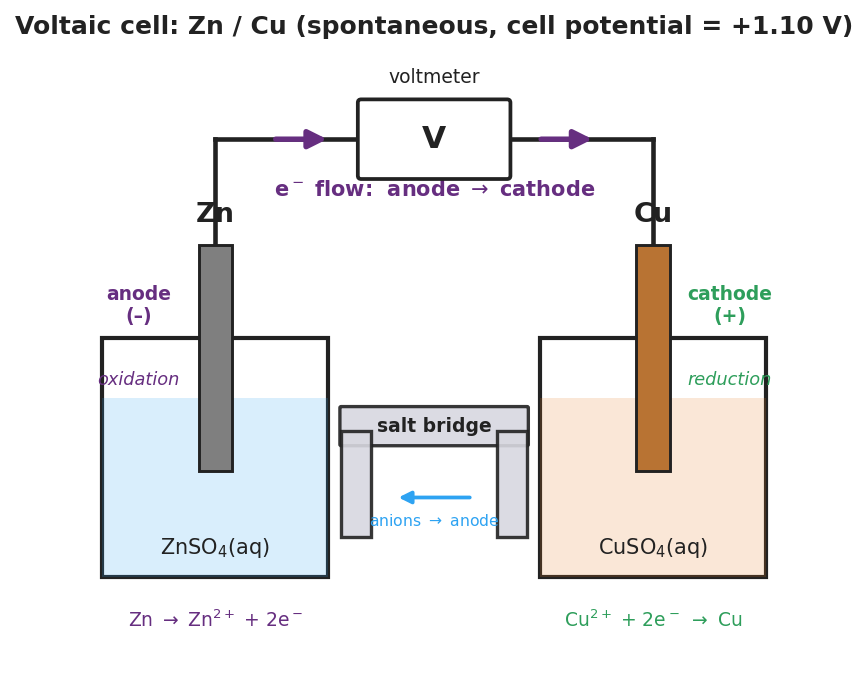 Voltaic cell: Zn / Cu (spontaneous, cell potential = +1.10 V)
voltmeter
V
e⁻ flow: anode → cathode
Zn
Cu
anode
(–)
cathode
(+)
oxidation
reduction
salt bridge
anions → anode
ZnSO₄(aq)
CuSO₄(aq)
Zn → Zn²⁺ + 2e⁻
Cu²⁺ + 2e⁻ → Cu